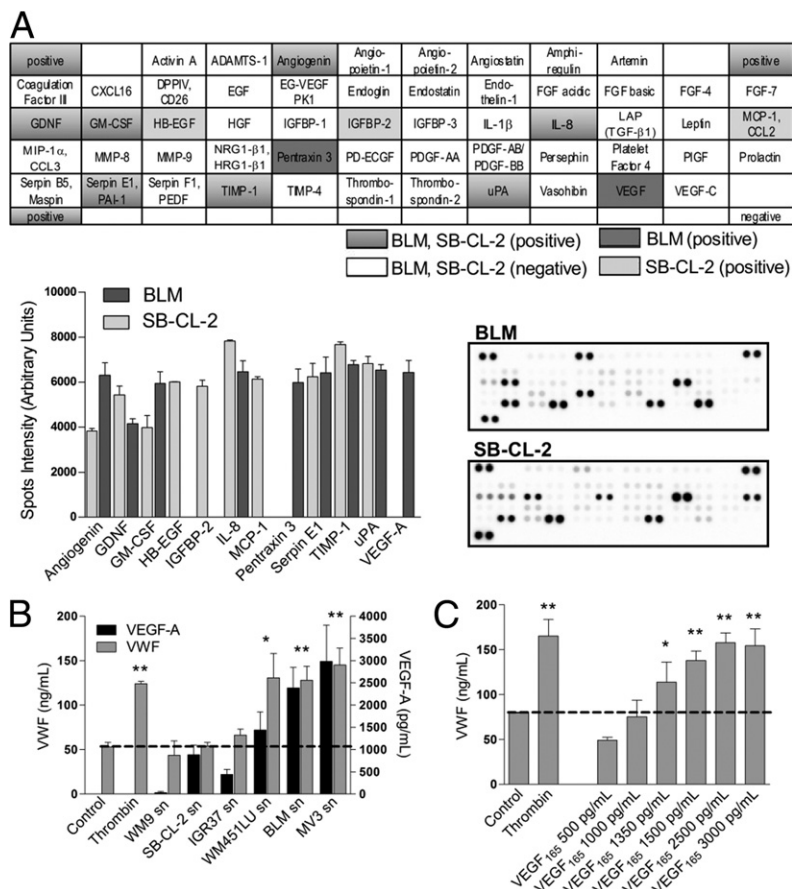 A
positive Activin A ADAMTS-1 Angiogenin Angio- poietin-1 Angio- poietin-2 Angiostatin Amphi- regulin Artemin positive
Coagulation Factor III CXCL16 DPPIV, CD26 EGF EG-VEGF PK1 Endoglin Endostatin Endo- thelin-1 FGF acidic FGF basic FGF-4 FGF-7
GDNF GM-CSF HB-EGF HGF IGFBP-1 IGFBP-2 IGFBP-3 IL-1β IL-8 LAP (TGF-β1) Leptin MCP-1, CCL2
MIP-1α, CCL3 MMP-8 MMP-9 NRG1-β1, HRG1-β1 Pentraxin 3 PD-ECGF PDGF-AA PDGF-AB/ PDGF-BB Persephin Platelet Factor 4 PlGF Prolactin
Serpin B5, Maspin Serpin E1, PAI-1 Serpin F1, PEDF TIMP-1 TIMP-4 Thrombo- spondin-1 Thrombo- spondin-2 uPA Vasohibin VEGF VEGF-C
positive negative
BLM, SB-CL-2 (positive) BLM (positive)
BLM, SB-CL-2 (negative) SB-CL-2 (positive)
Spots Intensity (Arbitrary Units)
10000
8000
6000
4000
2000
0
BLM
SB-CL-2
Angiogenin
GDNF
GM-CSF
HB-EGF
IGFBP-2
IL-8
MCP-1
Pentraxin 3
Serpin E1
TIMP-1
uPA
VEGF-A
BLM
SB-CL-2
B
VWF (ng/mL)
200
150
100
50
0
VEGF-A
VWF
**
*
**
**
4000
3500
3000
2500
2000
1500
1000
500
0
VEGF-A (pg/mL)
Control
Thrombin
WM9 sn
SB-CL-2 sn
IGR37 sn
WM451LU sn
BLM sn
MV3 sn
C
VWF (ng/mL)
200
150
100
50
0
**
*
**
**
**
Control
Thrombin
VEGF165 500 pg/mL
VEGF165 1000 pg/mL
VEGF165 1350 pg/mL
VEGF165 1500 pg/mL
VEGF165 2500 pg/mL
VEGF165 3000 pg/mL